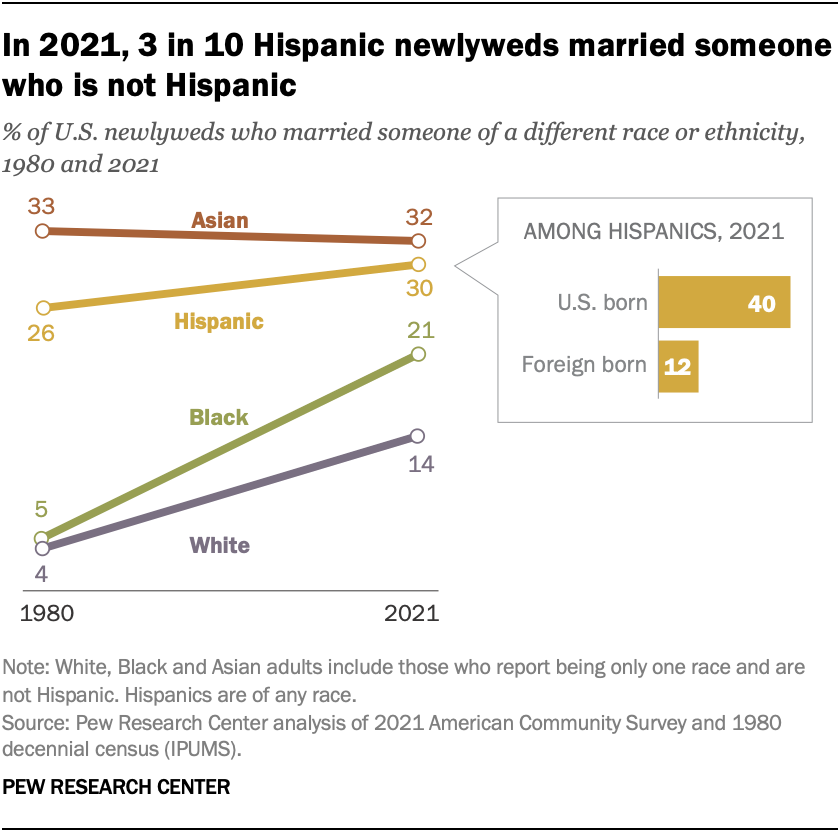 In 2021, 3 in 10 Hispanic newlyweds married someone
who is not Hispanic
% of U.S. newlyweds who married someone of a different race or ethnicity,
1980 and 2021
33
Asian
32
26
Hispanic
30
21
Black
5
14
White
4
1980
2021
AMONG HISPANICS, 2021
U.S. born
40
Foreign born
12
Note: White, Black and Asian adults include those who report being only one race and are
not Hispanic. Hispanics are of any race.
Source: Pew Research Center analysis of 2021 American Community Survey and 1980
decennial census (IPUMS).
PEW RESEARCH CENTER